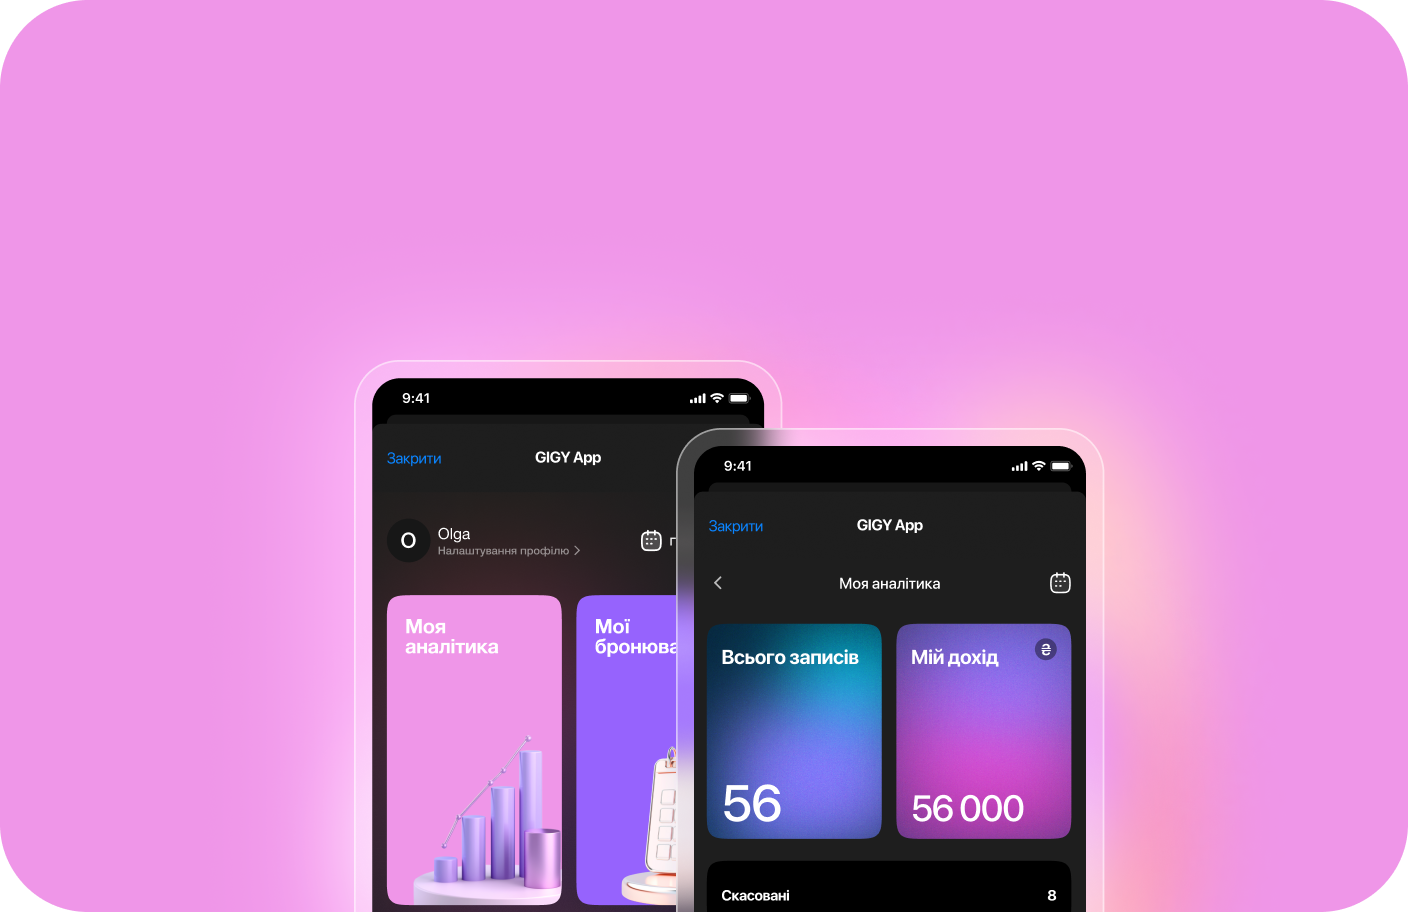 9:41
Закрити
GIGY App
O
Olga
Налаштування профілю
Моя
аналітика
Мої
9:41
Закрити
GIGY App
Моя аналітика
Всього записів
56
Мій дохід
₴
56 000
Скасовані
8